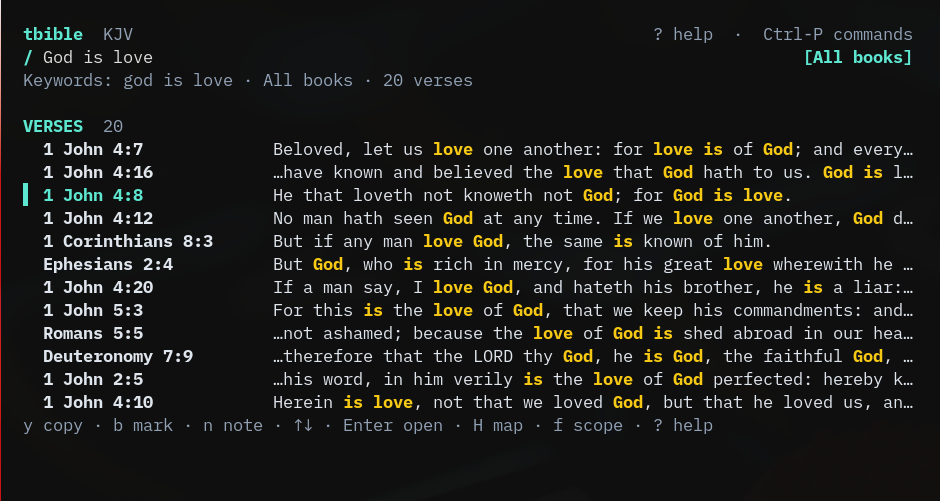 tbible KJV ? help · Ctrl-P commands
/ God is love [All books]
Keywords: god is love · All books · 20 verses
VERSES 20
1 John 4:7 Beloved, let us love one another: for love is of God; and every…
1 John 4:16 …have known and believed the love that God hath to us. God is l…
1 John 4:8 He that loveth not knoweth not God; for God is love.
1 John 4:12 No man hath seen God at any time. If we love one another, God d…
1 Corinthians 8:3 But if any man love God, the same is known of him.
Ephesians 2:4 But God, who is rich in mercy, for his great love wherewith he …
1 John 4:20 If a man say, I love God, and hateth his brother, he is a liar:…
1 John 5:3 For this is the love of God, that we keep his commandments: and…
Romans 5:5 …not ashamed; because the love of God is shed abroad in our hea…
Deuteronomy 7:9 …therefore that the LORD thy God, he is God, the faithful God, …
1 John 2:5 …his word, in him verily is the love of God perfected: hereby k…
1 John 4:10 Herein is love, not that we loved God, but that he loved us, an…
y copy · b mark · n note · ↑↓ · Enter open · H map · f scope · ? help